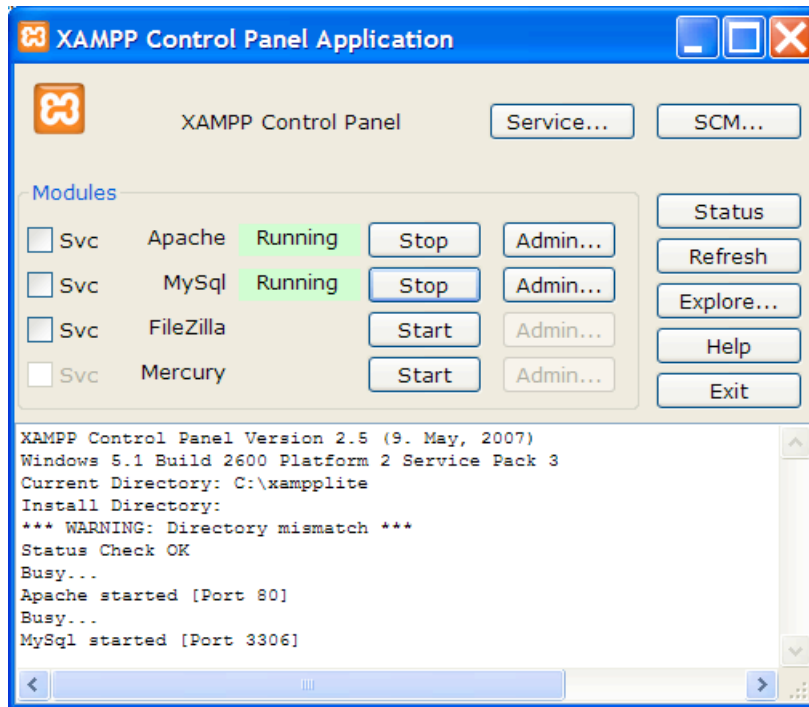 XAMPP Control Panel Application
XAMPP Control Panel Service... SCM...
Modules
Svc Apache Running Stop Admin...
Svc MySql Running Stop Admin...
Svc FileZilla Start Admin...
Svc Mercury Start Admin...
Status
Refresh
Explore...
Help
Exit
XAMPP Control Panel Version 2.5 (9. May, 2007)
Windows 5.1 Build 2600 Platform 2 Service Pack 3
Current Directory: C:\xampplite
Install Directory:
*** WARNING: Directory mismatch ***
Status Check OK
Busy...
Apache started [Port 80]
Busy...
MySql started [Port 3306]